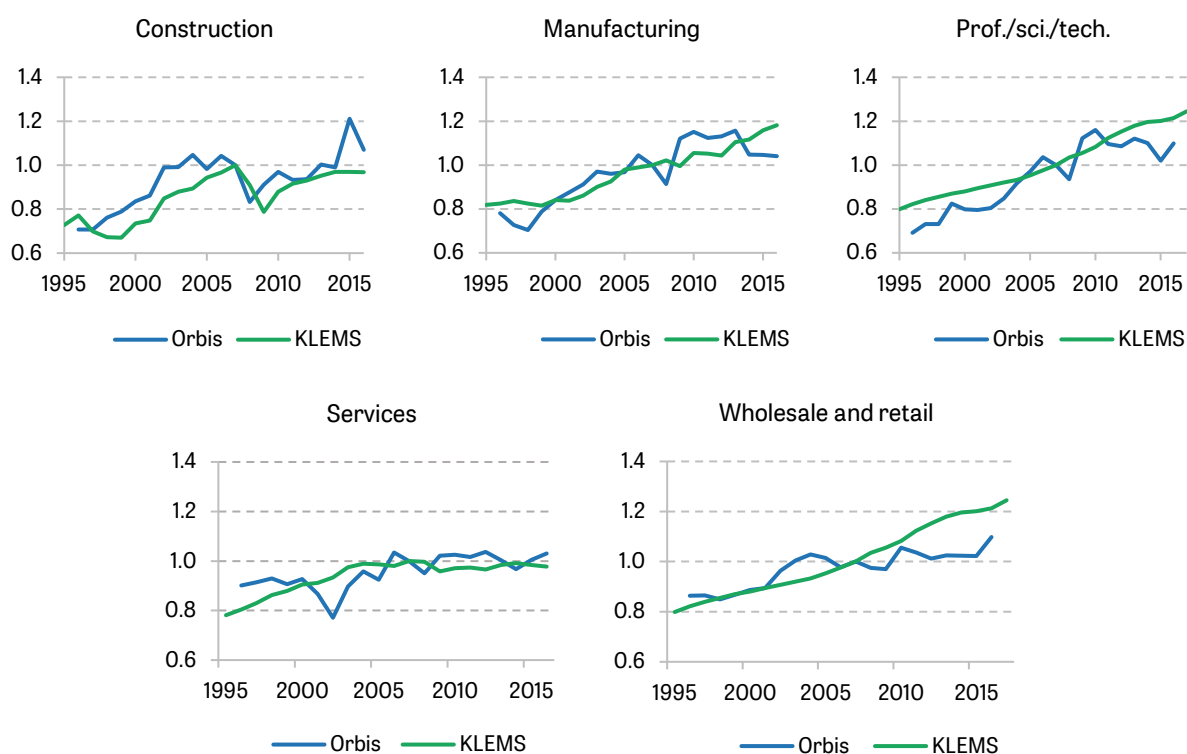 Construction
Manufacturing
Prof./sci./tech.
1.4
1.2
1.0
0.8
0.6
1995 2000 2005 2010 2015
Orbis KLEMS
1.4
1.2
1.0
0.8
0.6
1995 2000 2005 2010 2015
Orbis KLEMS
1.4
1.2
1.0
0.8
0.6
1995 2000 2005 2010 2015
Orbis KLEMS
Services
Wholesale and retail
1.4
1.2
1.0
0.8
0.6
1995 2000 2005 2010 2015
Orbis KLEMS
1.4
1.2
1.0
0.8
0.6
1995 2000 2005 2010 2015
Orbis KLEMS